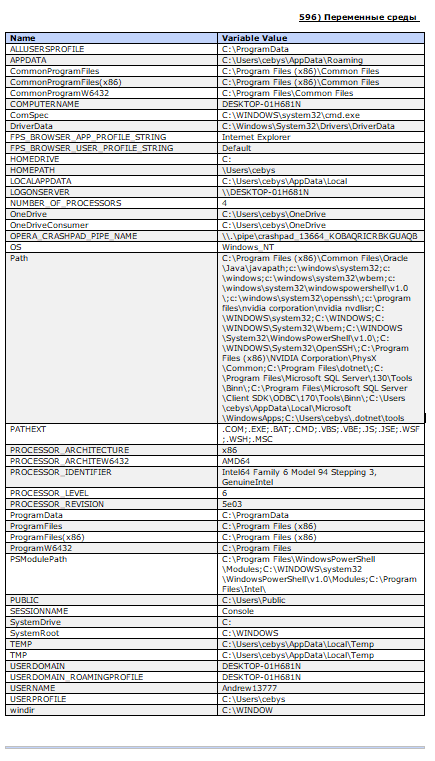 596) Переменные среды
Name Variable Value
ALLUSERSPROFILE C:\ProgramData
APPDATA C:\Users\cebys\AppData\Roaming
CommonProgramFiles C:\Program Files (x86)\Common Files
CommonProgramFiles(x86) C:\Program Files (x86)\Common Files
CommonProgramW6432 C:\Program Files\Common Files
COMPUTERNAME DESKTOP-01H681N
ComSpec C:\WINDOWS\system32\cmd.exe
DriverData C:\Windows\System32\Drivers\DriverData
FPS_BROWSER_APP_PROFILE_STRING Internet Explorer
FPS_BROWSER_USER_PROFILE_STRING Default
HOMEDRIVE C:
HOMEPATH \Users\cebys
LOCALAPPDATA C:\Users\cebys\AppData\Local
LOGONSERVER \\DESKTOP-01H681N
NUMBER_OF_PROCESSORS 4
OneDrive C:\Users\cebys\OneDrive
OneDriveConsumer C:\Users\cebys\OneDrive
OPERA_CRASHPAD_PIPE_NAME \\.\pipe\crashpad_13664_KOBAQRICRBKGUAQB
OS Windows_NT
Path C:\Program Files (x86)\Common Files\Oracle
\Java\javapath;c:\windows\system32;c:
\windows;c:\windows\system32\wbem;c:
\windows\system32\windowspowershell\v1.0
\;c:\windows\system32\openssh\;c:\program
files\nvidia corporation\nvidia nvdlisr;C:
\WINDOWS\system32;C:\WINDOWS;C:
\WINDOWS\System32\Wbem;C:\WINDOWS
\System32\WindowsPowerShell\v1.0\;C:
\WINDOWS\System32\OpenSSH\;C:\Program
Files (x86)\NVIDIA Corporation\PhysX
\Common;C:\Program Files\dotnet\;C:
\Program Files\Microsoft SQL Server\130\Tools
\Binn\;C:\Program Files\Microsoft SQL Server
\Client SDK\ODBC\170\Tools\Binn\;C:\Users
\cebys\AppData\Local\Microsoft
\WindowsApps;C:\Users\cebys\.dotnet\tools
PATHEXT .COM;.EXE;.BAT;.CMD;.VBS;.VBE;.JS;.JSE;.WSF
;.WSH;.MSC
PROCESSOR_ARCHITECTURE x86
PROCESSOR_ARCHITEW6432 AMD64
PROCESSOR_IDENTIFIER Intel64 Family 6 Model 94 Stepping 3,
GenuineIntel
PROCESSOR_LEVEL 6
PROCESSOR_REVISION 5e03
ProgramData C:\ProgramData
ProgramFiles C:\Program Files (x86)
ProgramFiles(x86) C:\Program Files (x86)
ProgramW6432 C:\Program Files
PSModulePath C:\Program Files\WindowsPowerShell
\Modules;C:\WINDOWS\system32
\WindowsPowerShell\v1.0\Modules;C:\Program
Files\Intel\
PUBLIC C:\Users\Public
SESSIONNAME Console
SystemDrive C:
SystemRoot C:\WINDOWS
TEMP C:\Users\cebys\AppData\Local\Temp
TMP C:\Users\cebys\AppData\Local\Temp
USERDOMAIN DESKTOP-01H681N
USERDOMAIN_ROAMINGPROFILE DESKTOP-01H681N
USERNAME Andrew13777
USERPROFILE C:\Users\cebys
windir C:\WINDOW